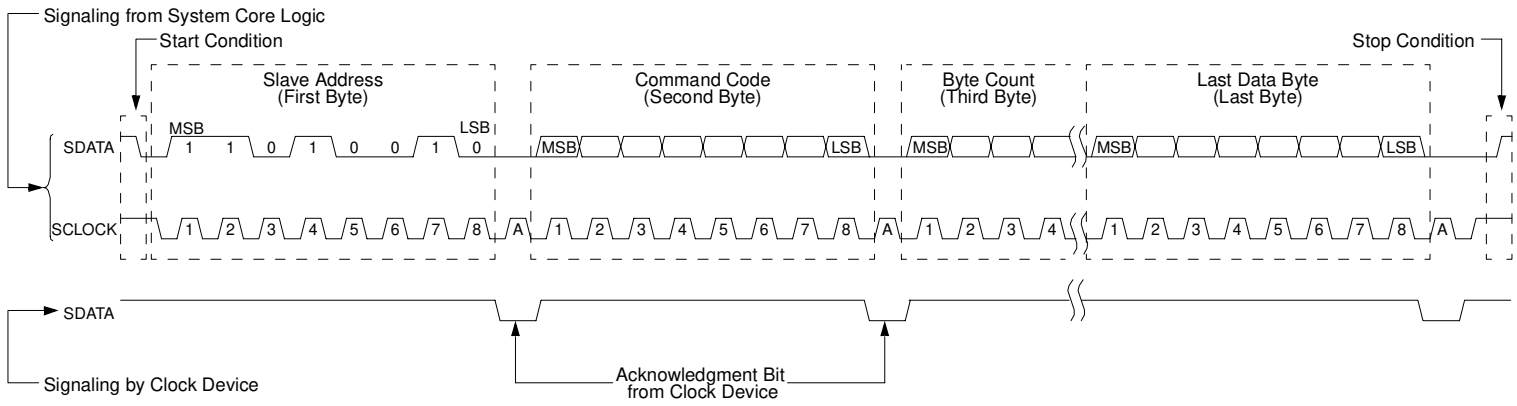 Signaling from System Core Logic
Start Condition
Stop Condition
Slave Address
(First Byte)
Command Code
(Second Byte)
Byte Count
(Third Byte)
Last Data Byte
(Last Byte)
MSB
LSB
SDATA
1 1 0 1 0 0 1 0
MSB
LSB
MSB
MSB
LSB
SCLOCK
1 2 3 4 5 6 7 8 A 1 2 3 4 5 6 7 8 A 1 2 3 4 1 2 3 4 5 6 7 8 A
SDATA
Signaling by Clock Device
Acknowledgment Bit
from Clock Device